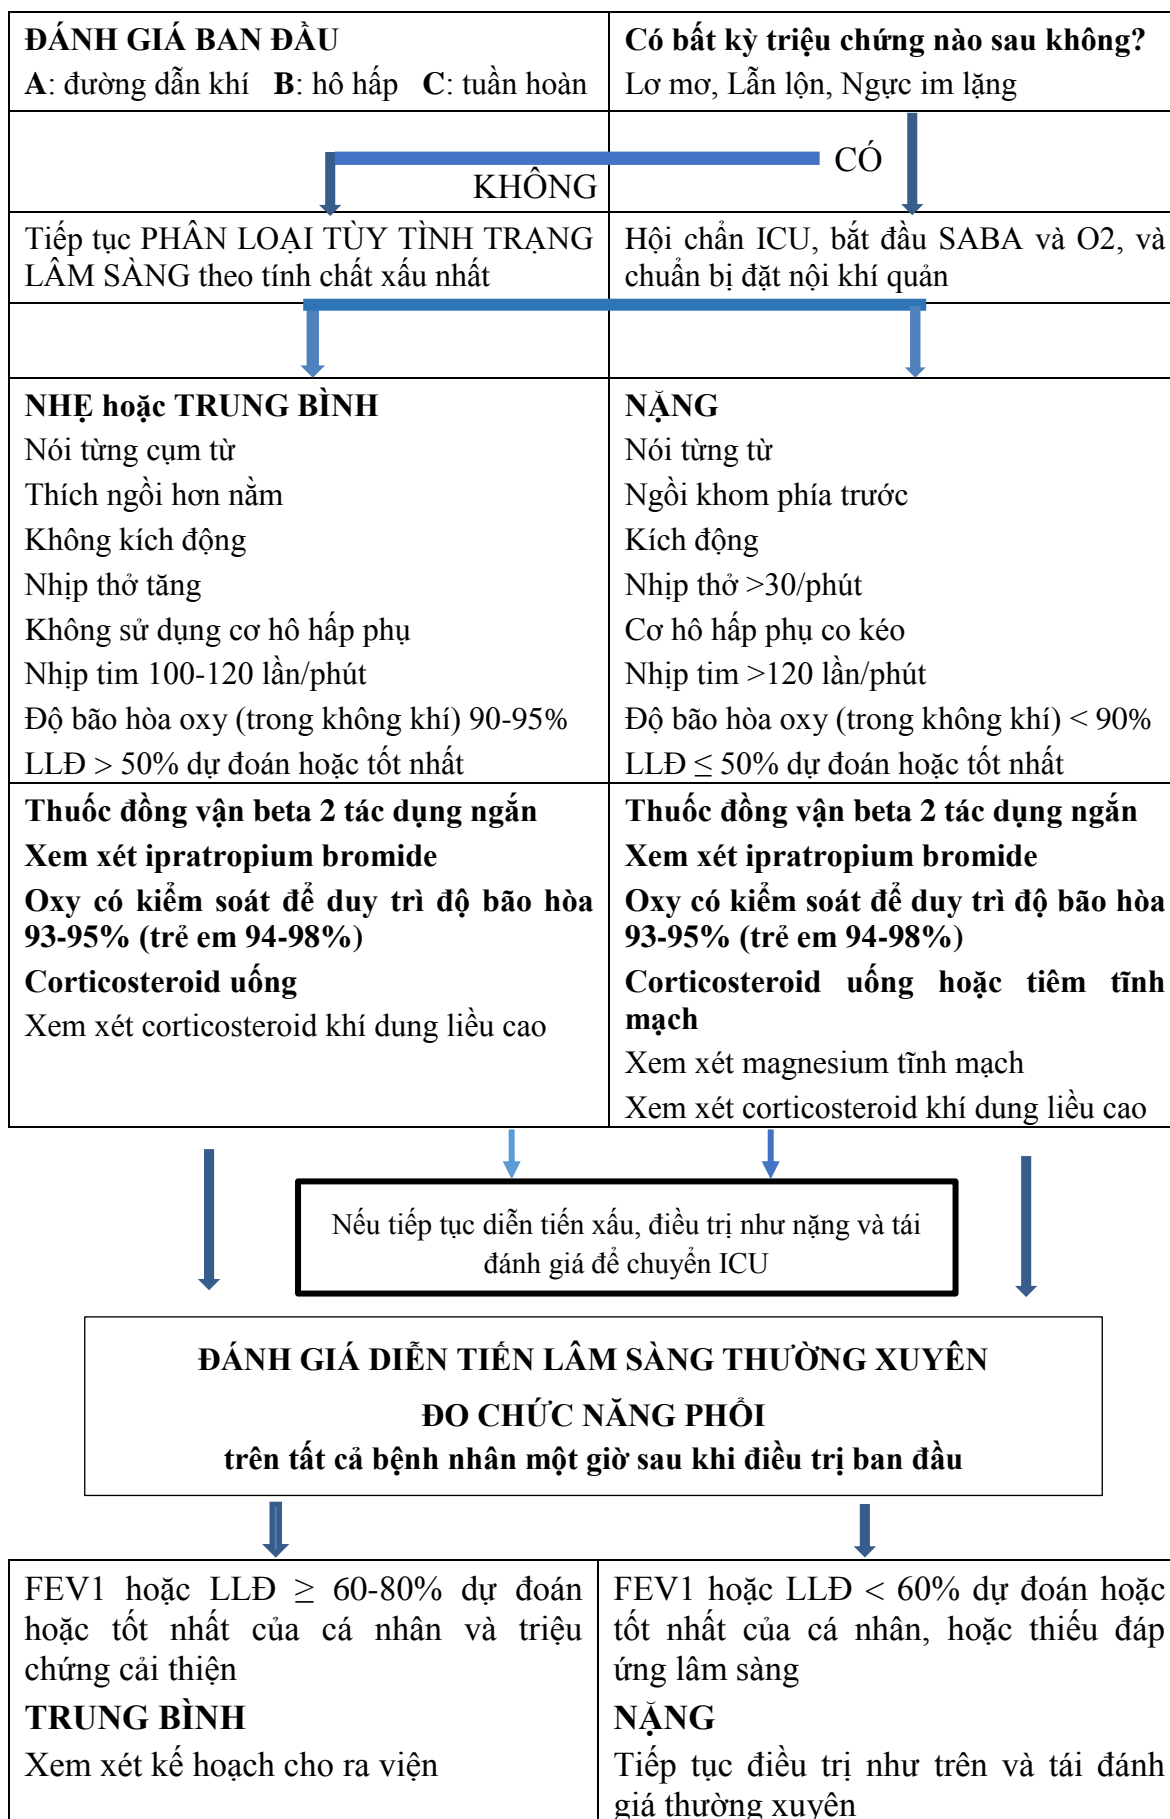 ĐÁNH GIÁ BAN ĐẦU
A: đường dẫn khí B: hô hấp C: tuần hoàn
Có bất kỳ triệu chứng nào sau không?
Lơ mơ, Lẫn lộn, Ngực im lặng
CÓ
KHÔNG
Tiếp tục PHÂN LOẠI TÙY TÌNH TRẠNG
LÂM SÀNG theo tính chất xấu nhất
Hội chẩn ICU, bắt đầu SABA và O2, và
chuẩn bị đặt nội khí quản
NHẸ hoặc TRUNG BÌNH
Nói từng cụm từ
Thích ngồi hơn nằm
Không kích động
Nhịp thở tăng
Không sử dụng cơ hô hấp phụ
Nhịp tim 100-120 lần/phút
Độ bão hòa oxy (trong không khí) 90-95%
LLĐ > 50% dự đoán hoặc tốt nhất
NẶNG
Nói từng từ
Ngồi khom phía trước
Kích động
Nhịp thở >30/phút
Cơ hô hấp phụ co kéo
Nhịp tim >120 lần/phút
Độ bão hòa oxy (trong không khí) < 90%
LLĐ ≤ 50% dự đoán hoặc tốt nhất
Thuốc đồng vận beta 2 tác dụng ngắn
Xem xét ipratropium bromide
Oxy có kiểm soát để duy trì độ bão hòa
93-95% (trẻ em 94-98%)
Corticosteroid uống
Xem xét corticosteroid khí dung liều cao
Thuốc đồng vận beta 2 tác dụng ngắn
Xem xét ipratropium bromide
Oxy có kiểm soát để duy trì độ bão hòa
93-95% (trẻ em 94-98%)
Corticosteroid uống hoặc tiêm tĩnh
mạch
Xem xét magnesium tĩnh mạch
Xem xét corticosteroid khí dung liều cao
Nếu tiếp tục diễn tiến xấu, điều trị như nặng và tái
đánh giá để chuyển ICU
ĐÁNH GIÁ DIỄN TIẾN LÂM SÀNG THƯỜNG XUYÊN
ĐO CHỨC NĂNG PHỔI
trên tất cả bệnh nhân một giờ sau khi điều trị ban đầu
FEV1 hoặc LLĐ ≥ 60-80% dự đoán
hoặc tốt nhất của cá nhân và triệu
chứng cải thiện
TRUNG BÌNH
Xem xét kế hoạch cho ra viện
FEV1 hoặc LLĐ < 60% dự đoán hoặc
tốt nhất của cá nhân, hoặc thiếu đáp
ứng lâm sàng
NẶNG
Tiếp tục điều trị như trên và tái đánh
giá thường xuyên